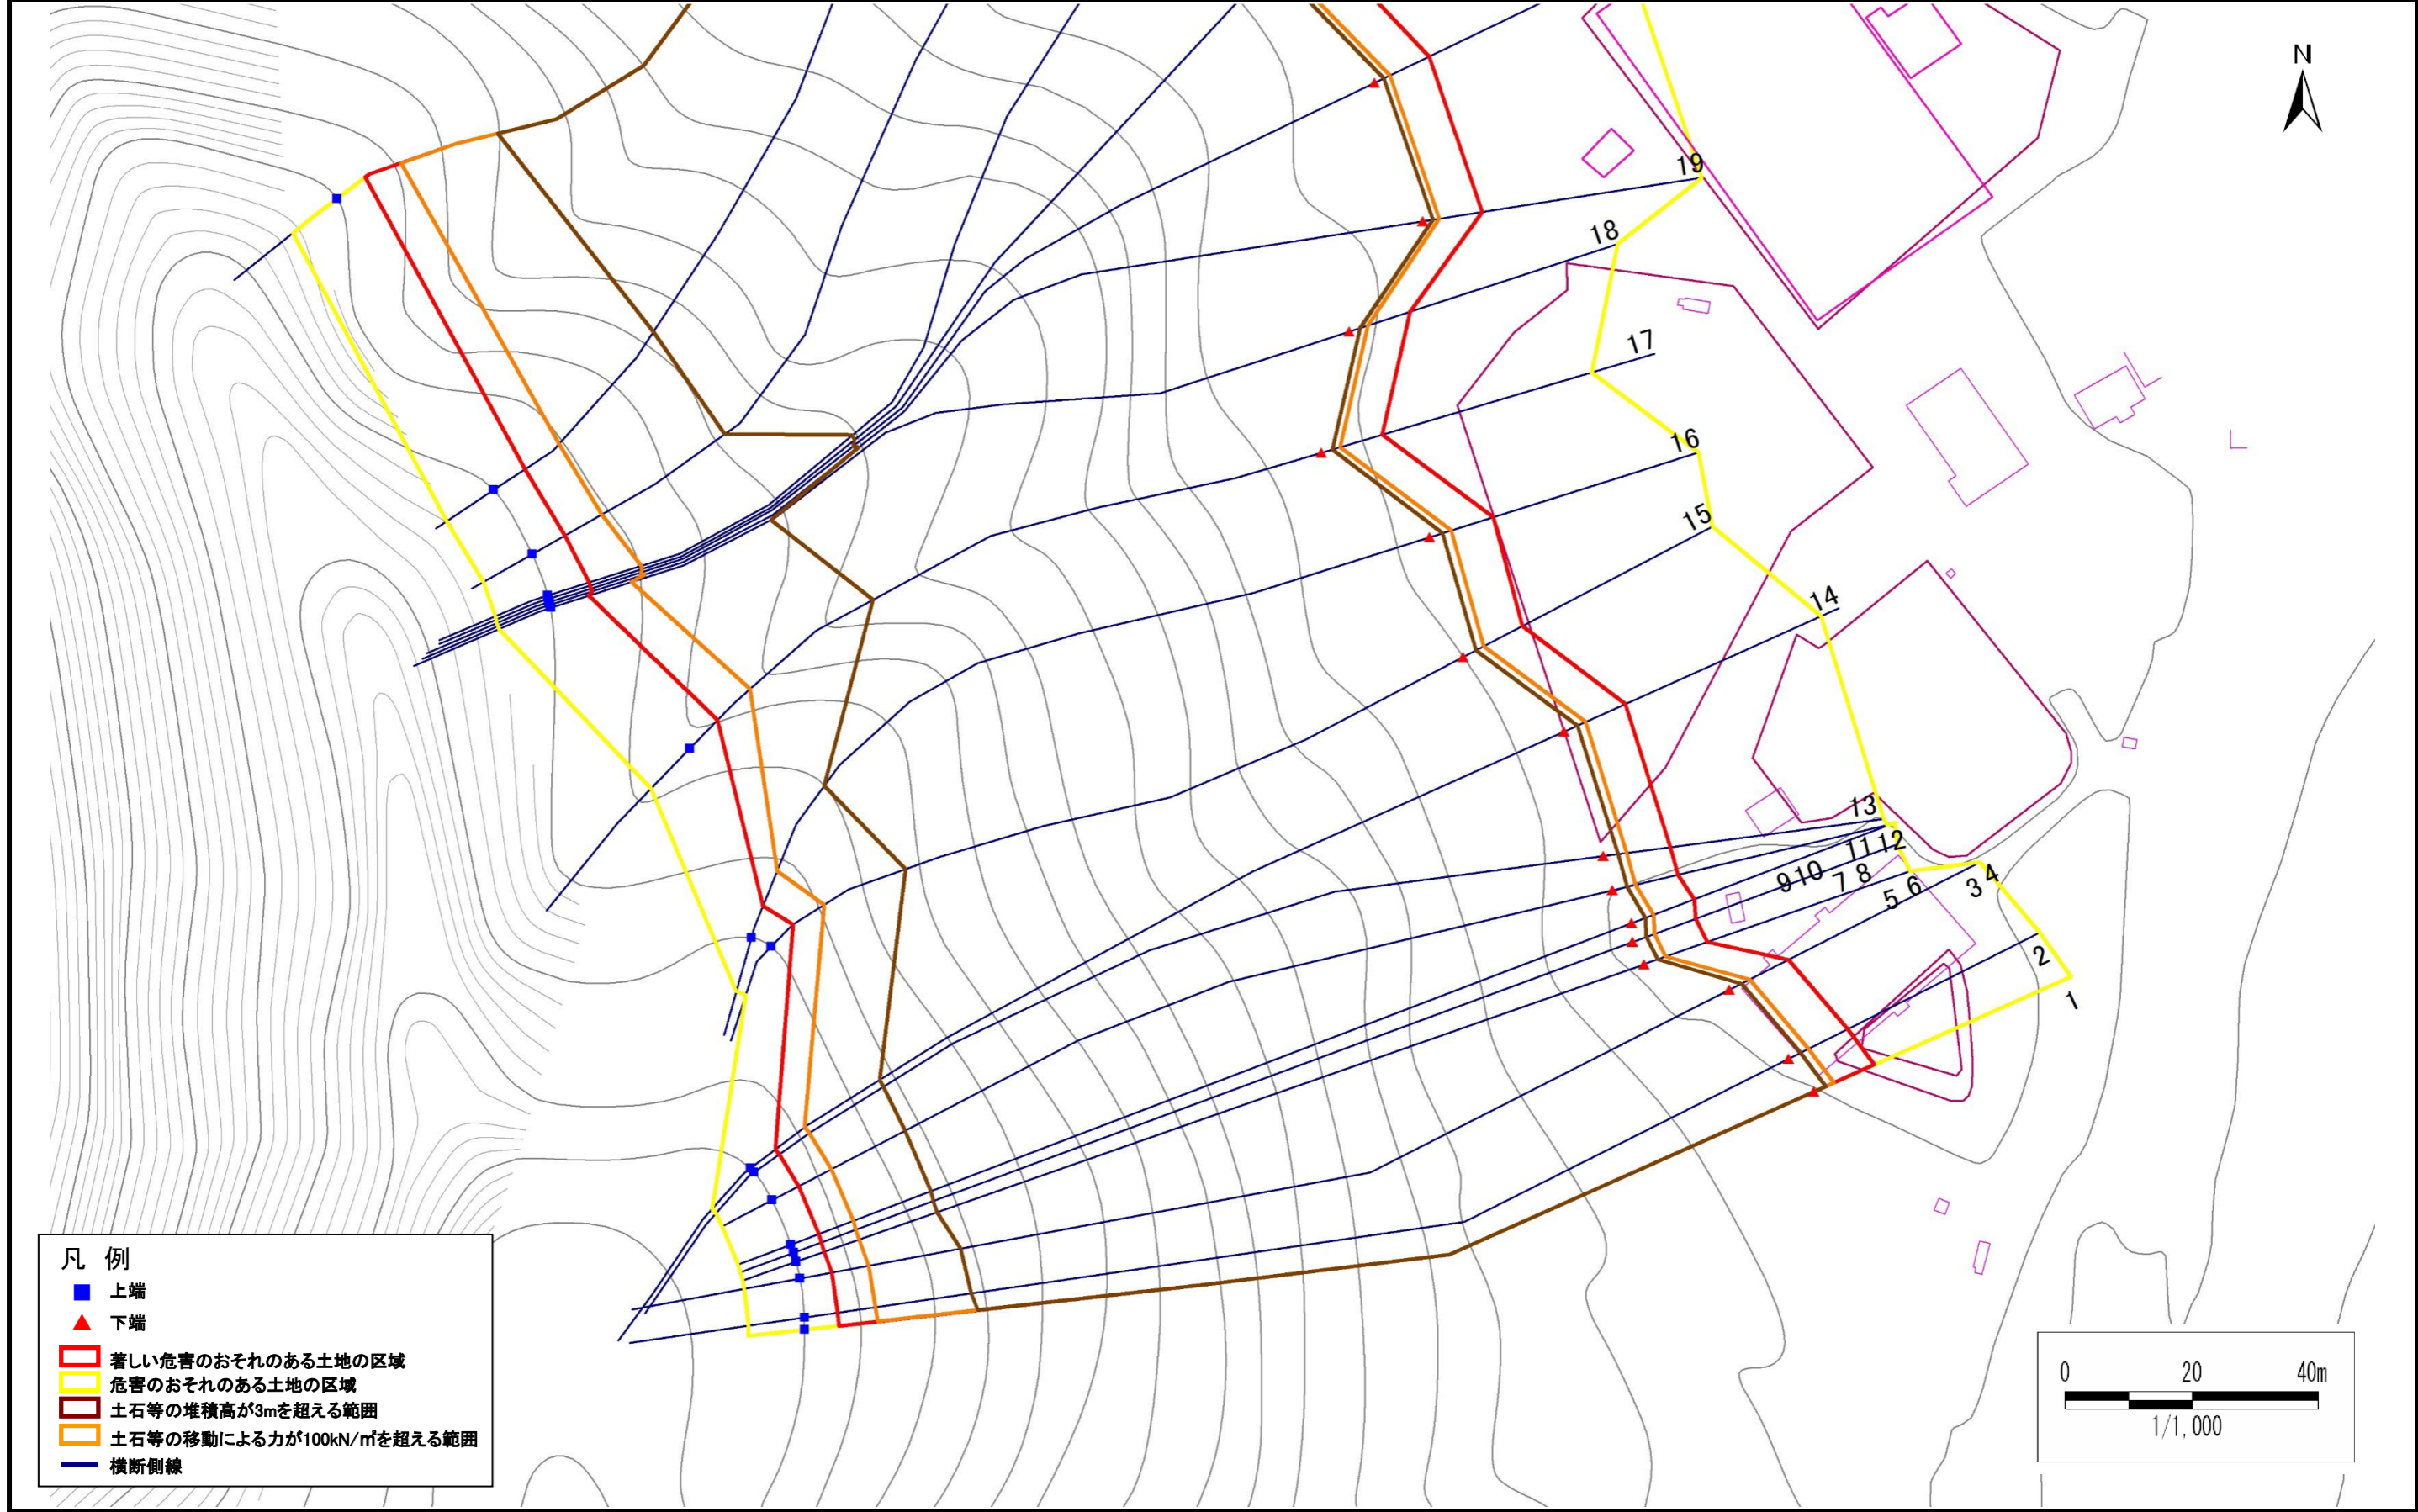 N
19
18
17
16
15
14
13
11 12
9 10 7 8
5 6 3 4
2
1
凡 例
上端
下端
著しい危害のおそれのある土地の区域
危害のおそれのある土地の区域
土石等の堆積高が3mを超える範囲
土石等の移動による力が100kN/㎡を超える範囲
横断側線
0 20 40m
1/1,000